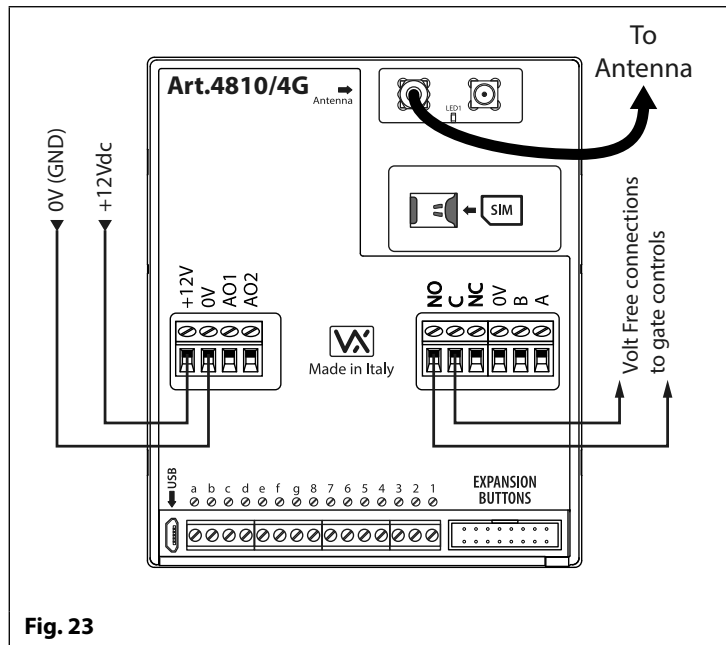 To
Antenna
Art.4810/4G
Antenna
LED1
SIM
0V (GND)
+12Vdc
+12V
0V
AO1
AO2
NO
C
NC
0V
B
A
Volt Free connections
to gate controls
VX
Made in Italy
USB
a b c d e f g 8 7 6 5 4 3 2 1
EXPANSION
BUTTONS
Fig. 23